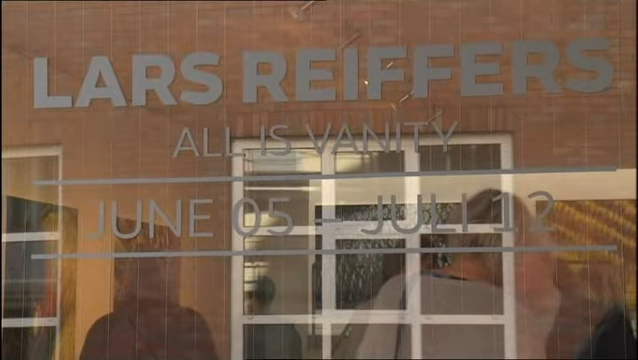 LARS REIFFERS
ALL IS VANITY
JUNE 05 – JULI 12